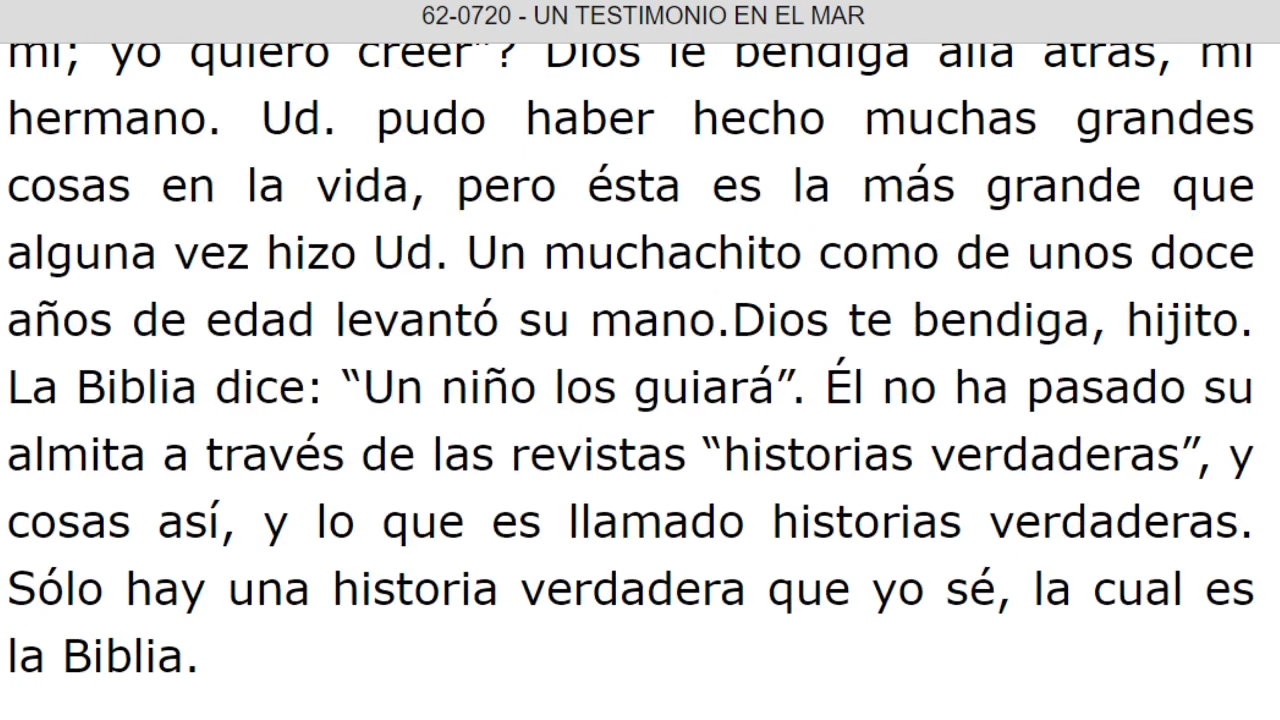 62-0720 - UN TESTIMONIO EN EL MAR
mí; yo quiero creer”? Dios le bendiga allá atrás, mi
hermano. Ud. pudo haber hecho muchas grandes
cosas en la vida, pero ésta es la más grande que
alguna vez hizo Ud. Un muchachito como de unos doce
años de edad levantó su mano.Dios te bendiga, hijito.
La Biblia dice: “Un niño los guiará”. Él no ha pasado su
almita a través de las revistas “historias verdaderas”, y
cosas así, y lo que es llamado historias verdaderas.
Sólo hay una historia verdadera que yo sé, la cual es
la Biblia.